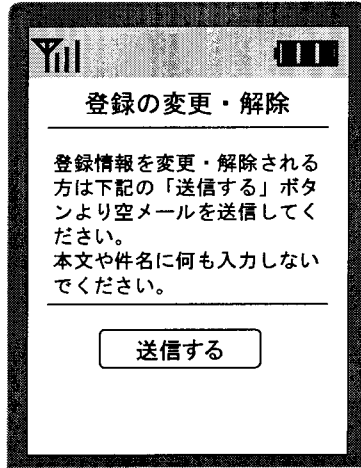 登録の変更・解除
登録情報を変更・解除される
方は下記の「送信する」ボタ
ンより空メールを送信してく
ださい。
本文や件名に何も入力しない
でください。
送信する